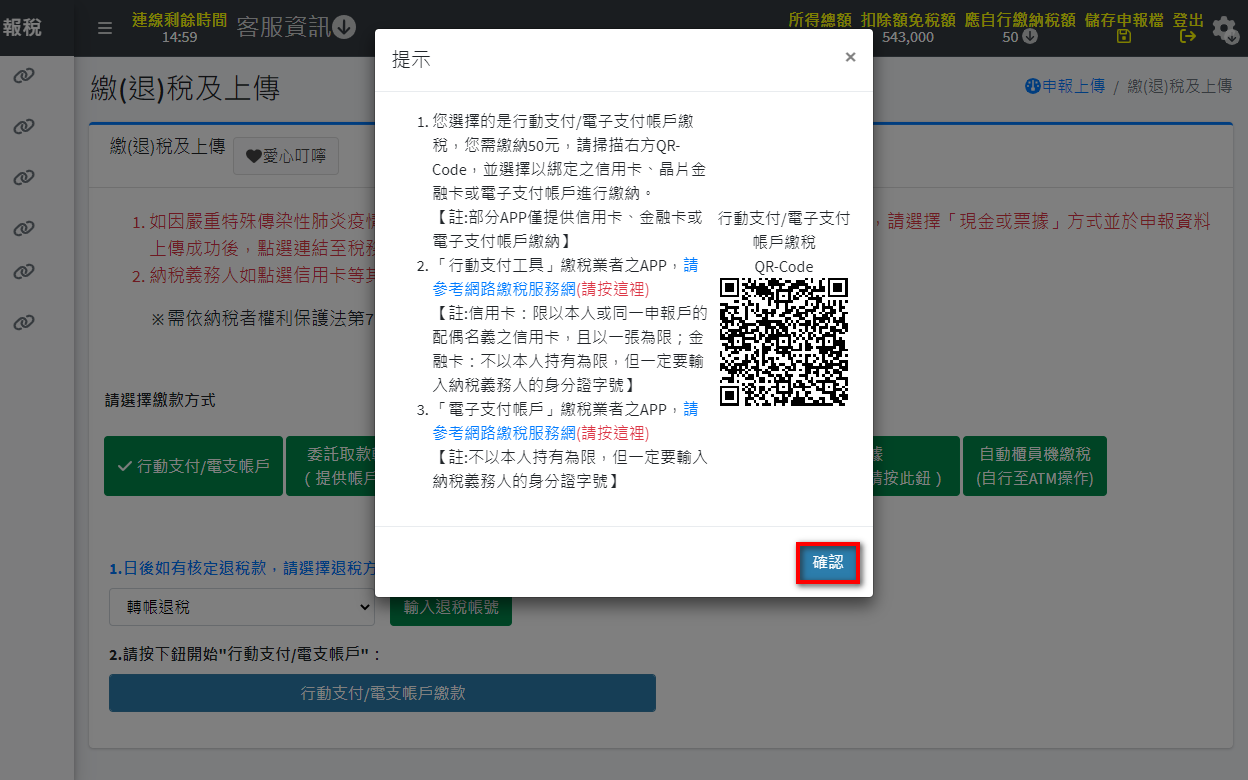 報稅
連線剩餘時間
14:59
客服資訊
所得總額 扣除額免稅額 應自行繳納稅額 儲存申報檔 登出
543,000 50
繳(退)稅及上傳
申報上傳 / 繳(退)稅及上傳
繳(退)稅及上傳 愛心叮嚀
1. 如因嚴重特殊傳染性肺炎疫情
，請選擇「現金或票據」方式並於申報資料
上傳成功後，點選連結至稅務
2. 納稅義務人如點選信用卡等其
※需依納稅者權利保護法第7
請選擇繳款方式
行動支付/電支帳戶
委託取款
(提供帳戶
據
請按此鈕)
自動櫃員機繳稅
(自行至ATM操作)
1.日後如有核定退稅款，請選擇退稅方
轉帳退稅
輸入退稅帳號
2.請按下鈕開始"行動支付/電支帳戶"：
行動支付/電支帳戶繳款
提示
×
1. 您選擇的是行動支付/電子支付帳戶繳
稅，您需繳納50元，請掃描右方QR-
Code，並選擇以綁定之信用卡、晶片金
融卡或電子支付帳戶進行繳納。
【註:部分APP僅提供信用卡、金融卡或
電子支付帳戶繳納】
2. 「行動支付工具」繳稅業者之APP，請
參考網路繳稅服務網(請按這裡)
【註:信用卡：限以本人或同一申報戶的
配偶名義之信用卡，且以一張為限；金
融卡：不以本人持有為限，但一定要輸
入納稅義務人的身分證字號】
3. 「電子支付帳戶」繳稅業者之APP，請
參考網路繳稅服務網(請按這裡)
【註:不以本人持有為限，但一定要輸入
納稅義務人的身分證字號】
行動支付/電子支付
帳戶繳稅
QR-Code
確認